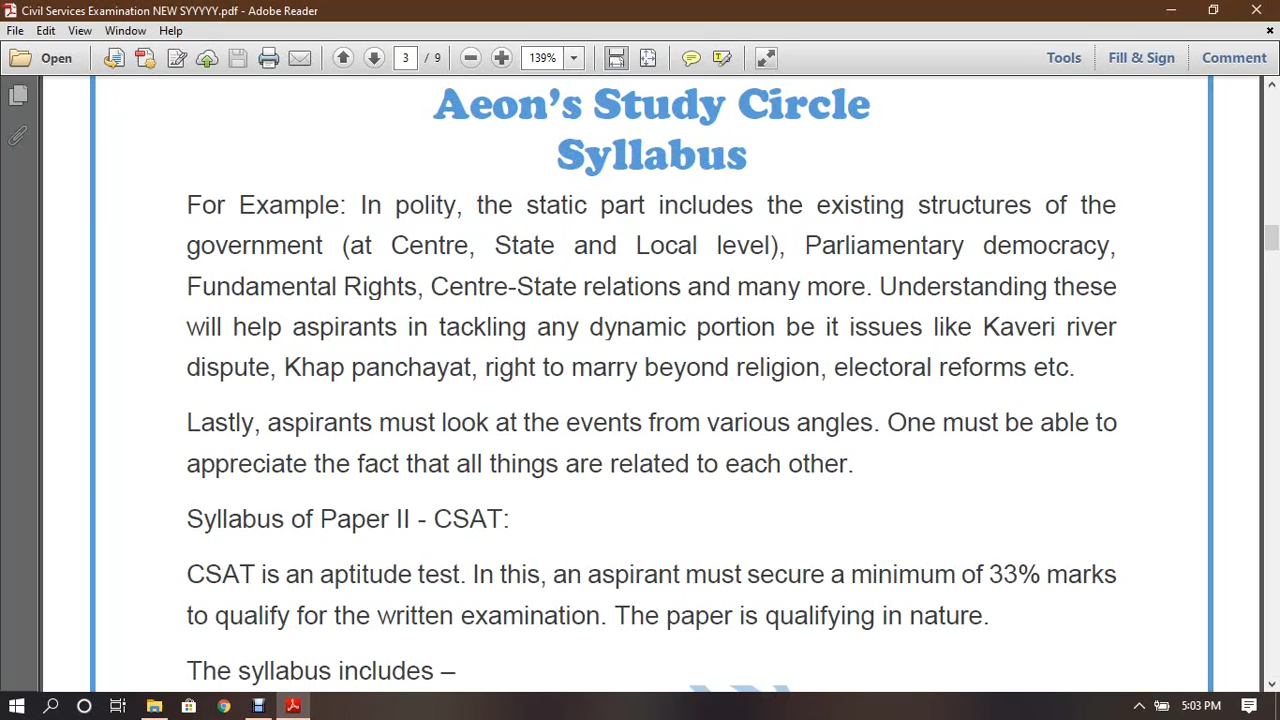 Civil Services Examination NEW SYYYYY.pdf - Adobe Reader
File Edit View Window Help
Open 3 / 9 139% Tools Fill & Sign Comment
Aeon's Study Circle
Syllabus
For Example: In polity, the static part includes the existing structures of the
government (at Centre, State and Local level), Parliamentary democracy,
Fundamental Rights, Centre-State relations and many more. Understanding these
will help aspirants in tackling any dynamic portion be it issues like Kaveri river
dispute, Khap panchayat, right to marry beyond religion, electoral reforms etc.
Lastly, aspirants must look at the events from various angles. One must be able to
appreciate the fact that all things are related to each other.
Syllabus of Paper II - CSAT:
CSAT is an aptitude test. In this, an aspirant must secure a minimum of 33% marks
to qualify for the written examination. The paper is qualifying in nature.
The syllabus includes –
5:03 PM